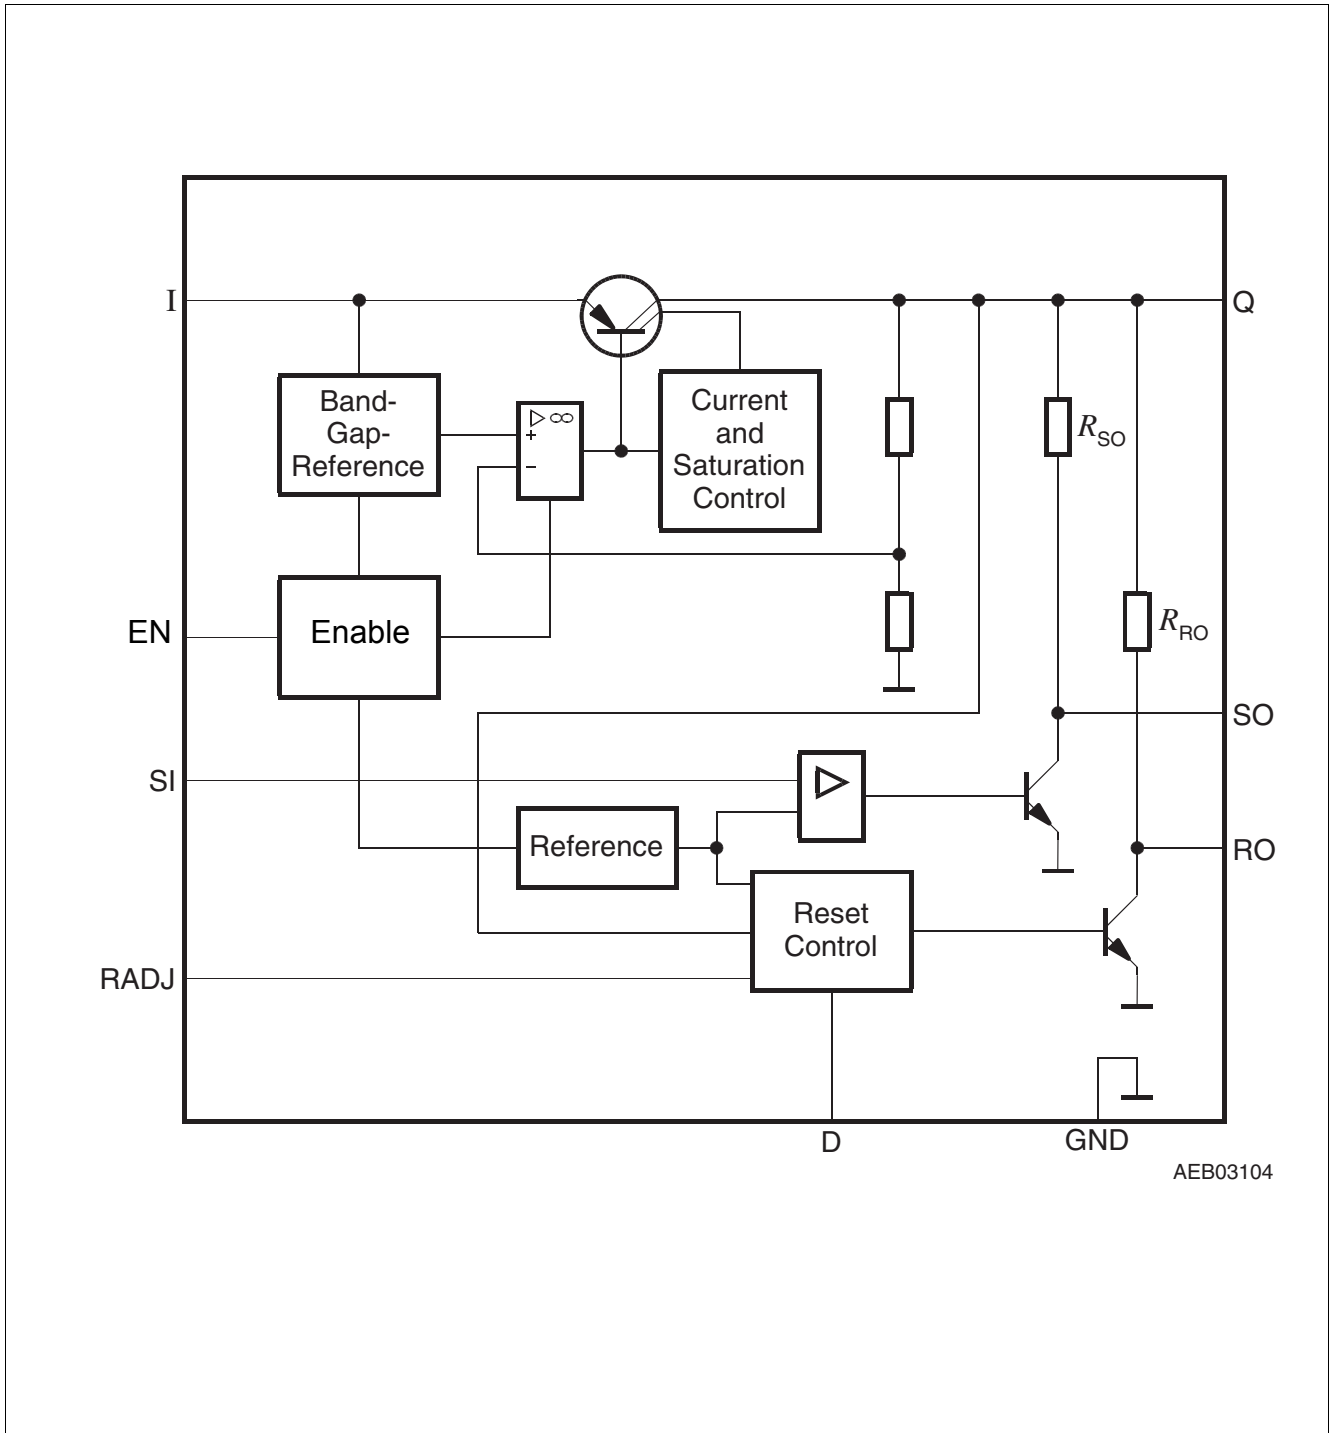 I
Q
Band-
Gap-
Reference
▷ ∞
+
−
Current
and
Saturation
Control
R_SO
EN
Enable
R_RO
SO
SI
Reference
RO
Reset
Control
RADJ
D
GND
AEB03104